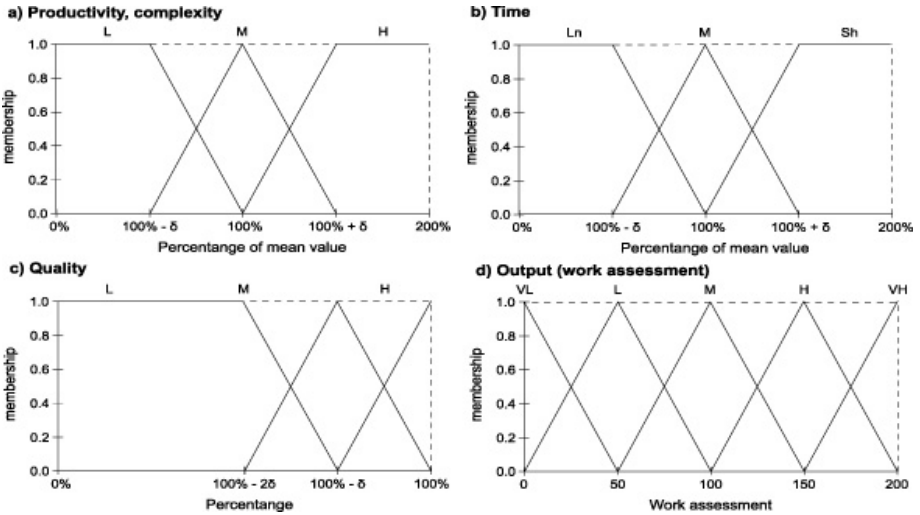 a) Productivity, complexity
L M H
1.0
0.8
0.6
0.4
0.2
0.0
membership
0% 100% - δ 100% 100% + δ 200%
Percentange of mean value
b) Time
Ln M Sh
1.0
0.8
0.6
0.4
0.2
0.0
membership
0% 100% - δ 100% 100% + δ 200%
Percentange of mean value
c) Quality
L M H
1.0
0.8
0.6
0.4
0.2
0.0
membership
0% 100% - 2δ 100% - δ 100%
Percentange
d) Output (work assessment)
VL L M H VH
1.0
0.8
0.6
0.4
0.2
0.0
membership
0 50 100 150 200
Work assessment